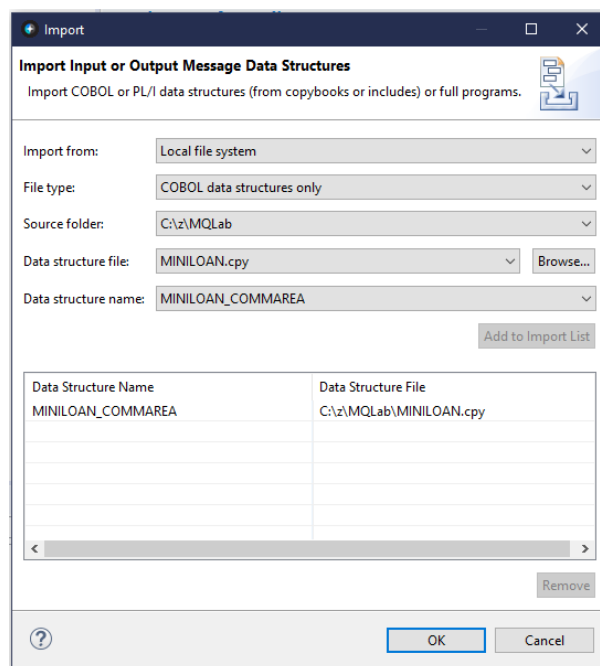 Import
Import Input or Output Message Data Structures
Import COBOL or PL/I data structures (from copybooks or includes) or full programs.
Import from: Local file system
File type: COBOL data structures only
Source folder: C:\z\MQLab
Data structure file: MINILOAN.cpy Browse...
Data structure name: MINILOAN_COMMAREA
Add to Import List
Data Structure Name Data Structure File
MINILOAN_COMMAREA C:\z\MQLab\MINILOAN.cpy
Remove
? OK Cancel